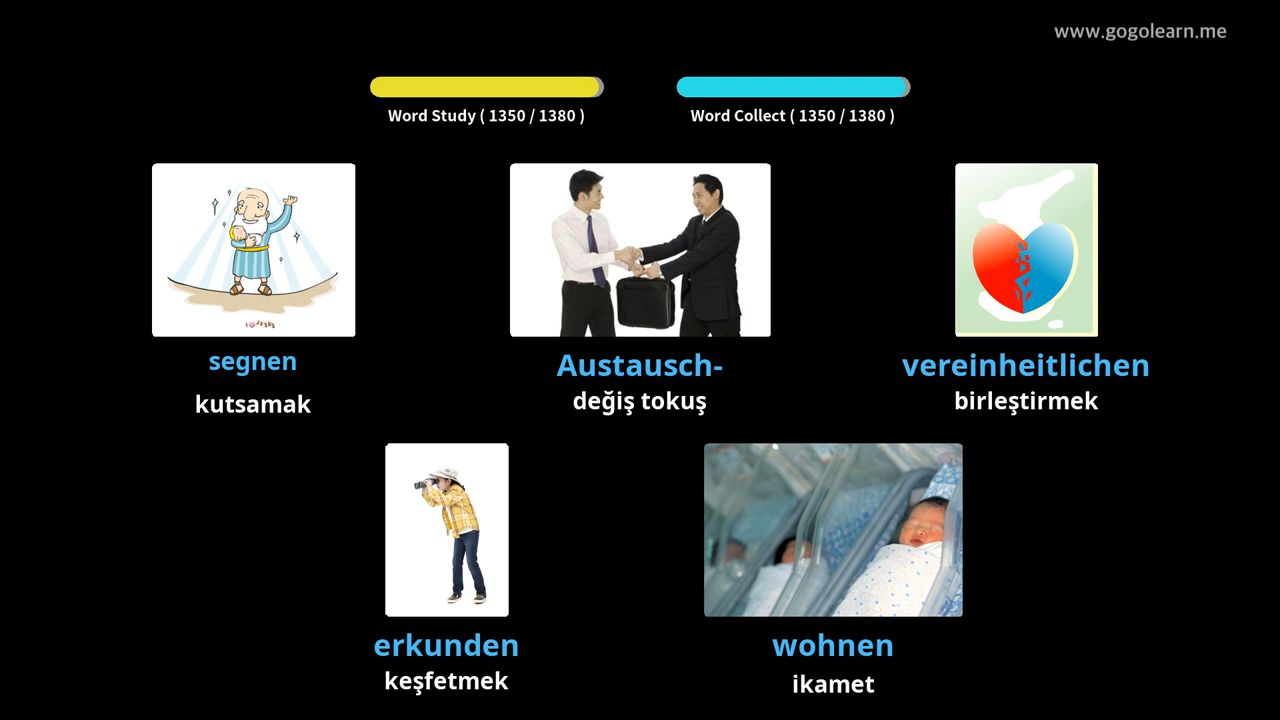 www.gogolearn.me
Word Study ( 1350 / 1380 )
Word Collect ( 1350 / 1380 )
I JESUS
segnen
kutsamak
Austausch-
değiş tokuş
vereinheitlichen
birleştirmek
erkunden
keşfetmek
wohnen
ikamet